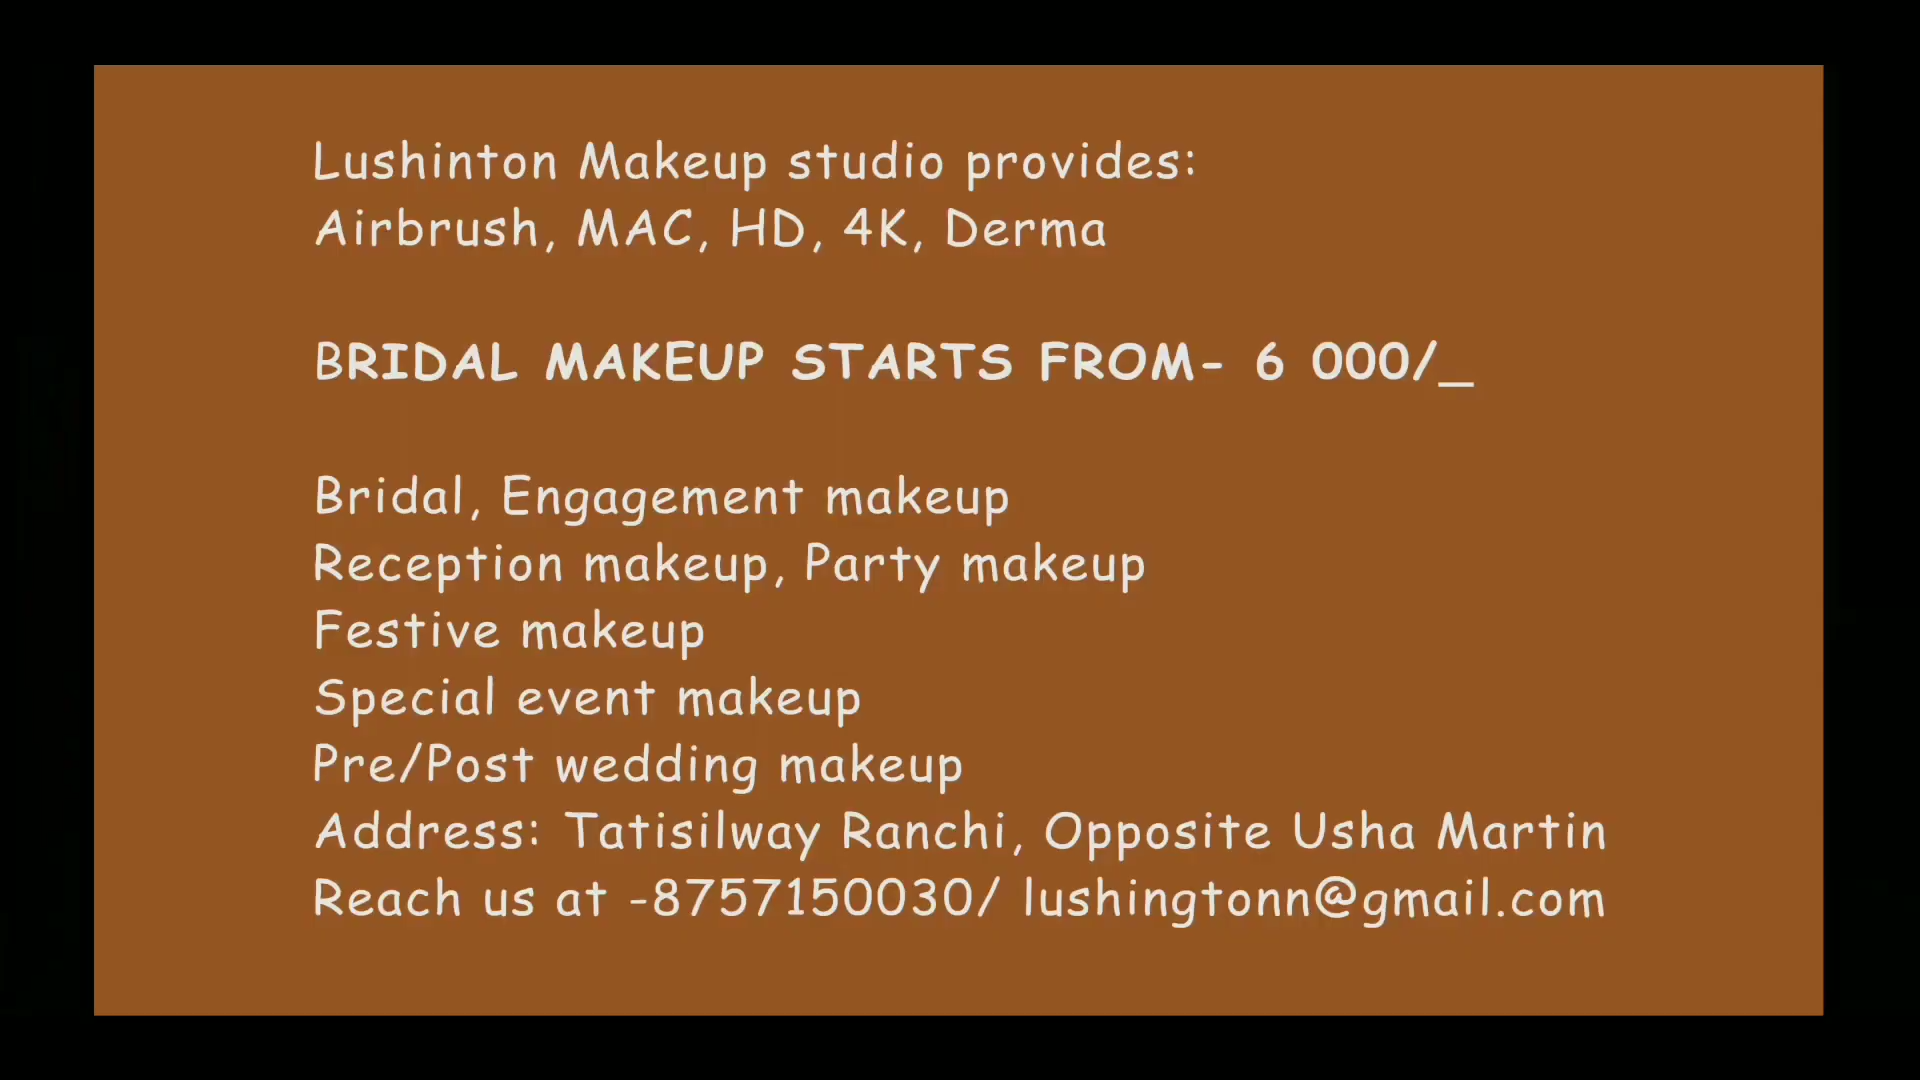 Lushinton Makeup studio provides:
Airbrush, MAC, HD, 4K, Derma
BRIDAL MAKEUP STARTS FROM- 6 000/_
Bridal, Engagement makeup
Reception makeup, Party makeup
Festive makeup
Special event makeup
Pre/Post wedding makeup
Address: Tatisilway Ranchi, Opposite Usha Martin
Reach us at -8757150030/ lushingtonn@gmail.com